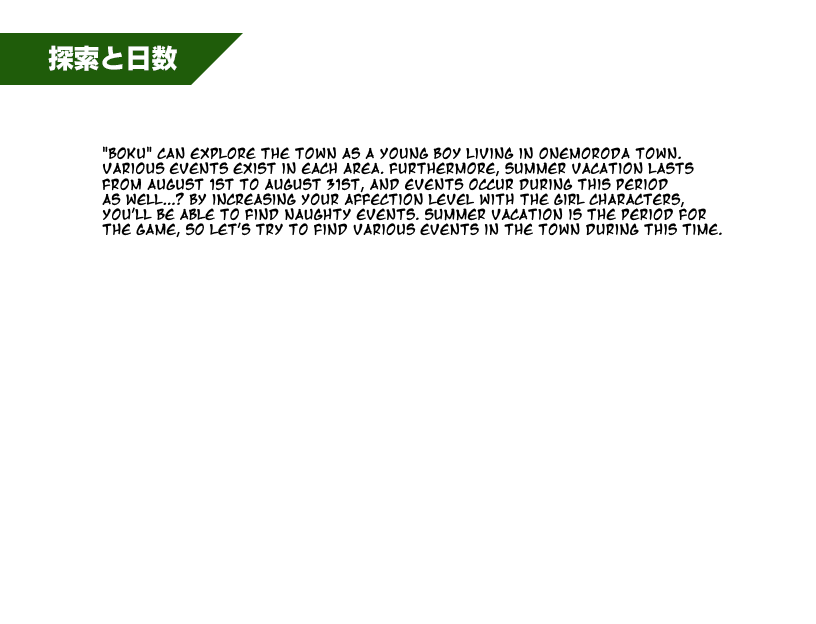 探索と日数
"BOKU" CAN EXPLORE THE TOWN AS A YOUNG BOY LIVING IN ONEMORODA TOWN.
VARIOUS EVENTS EXIST IN EACH AREA. FURTHERMORE, SUMMER VACATION LASTS
FROM AUGUST 1ST TO AUGUST 31ST, AND EVENTS OCCUR DURING THIS PERIOD
AS WELL...? BY INCREASING YOUR AFFECTION LEVEL WITH THE GIRL CHARACTERS,
YOU'LL BE ABLE TO FIND NAUGHTY EVENTS. SUMMER VACATION IS THE PERIOD FOR
THE GAME, SO LET'S TRY TO FIND VARIOUS EVENTS IN THE TOWN DURING THIS TIME.